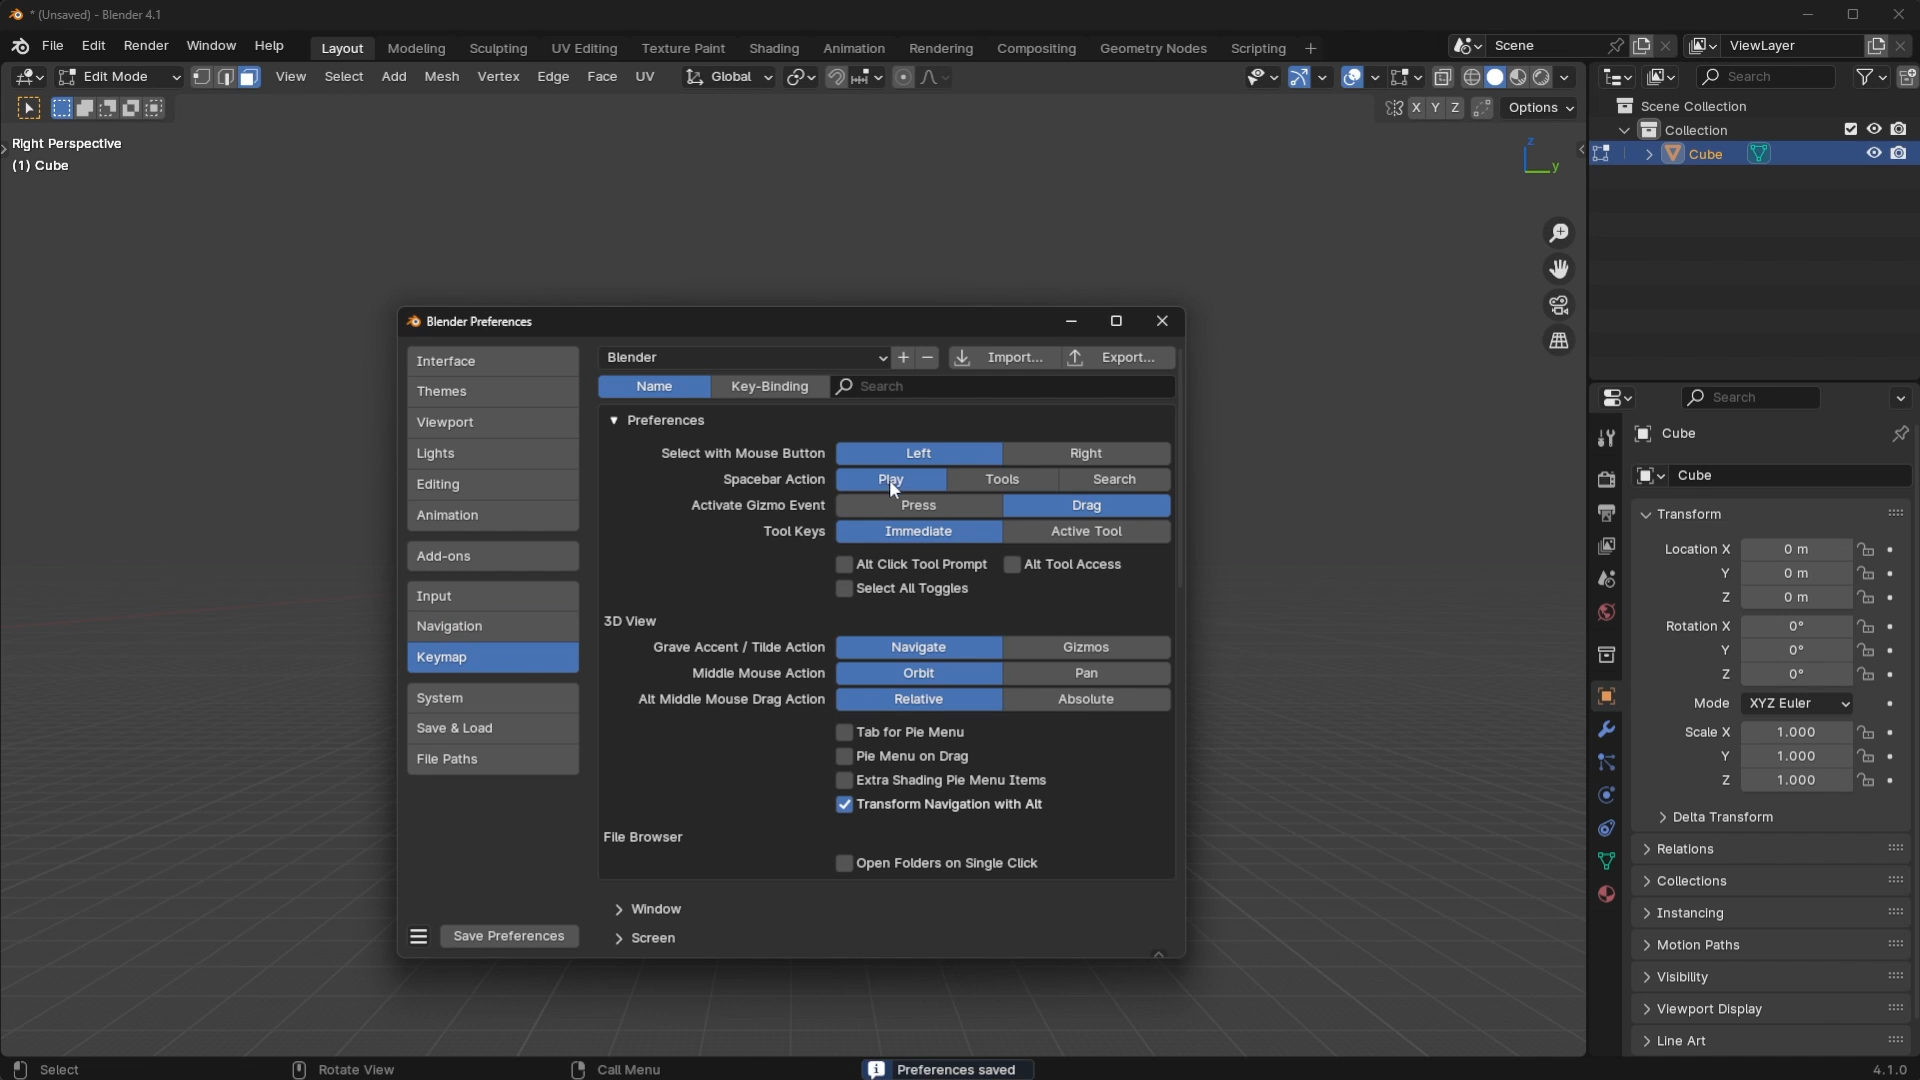 * (Unsaved) - Blender 4.1
File Edit Render Window Help
Layout Modeling Sculpting UV Editing Texture Paint Shading Animation Rendering Compositing Geometry Nodes Scripting +
Scene
ViewLayer
Edit Mode
View Select Add Mesh Vertex Edge Face UV
Global
Search
X Y Z Options
Right Perspective
(1) Cube
z
y
Scene Collection
Collection
Cube
Blender Preferences
Interface
Themes
Viewport
Lights
Editing
Animation
Add-ons
Input
Navigation
Keymap
System
Save & Load
File Paths
Save Preferences
Blender
Import...
Export...
Name Key-Binding Search
Preferences
Select with Mouse Button Left Right
Spacebar Action Play Tools Search
Activate Gizmo Event Press Drag
Tool Keys Immediate Active Tool
Alt Click Tool Prompt Alt Tool Access
Select All Toggles
3D View
Grave Accent / Tilde Action Navigate Gizmos
Middle Mouse Action Orbit Pan
Alt Middle Mouse Drag Action Relative Absolute
Tab for Pie Menu
Pie Menu on Drag
Extra Shading Pie Menu Items
Transform Navigation with Alt
File Browser
Open Folders on Single Click
Window
Screen
Search
Cube
Cube
Transform
Location X 0 m
Y 0 m
Z 0 m
Rotation X 0°
Y 0°
Z 0°
Mode XYZ Euler
Scale X 1.000
Y 1.000
Z 1.000
Delta Transform
Relations
Collections
Instancing
Motion Paths
Visibility
Viewport Display
Line Art
Select
Rotate View
Call Menu
Preferences saved
4.1.0